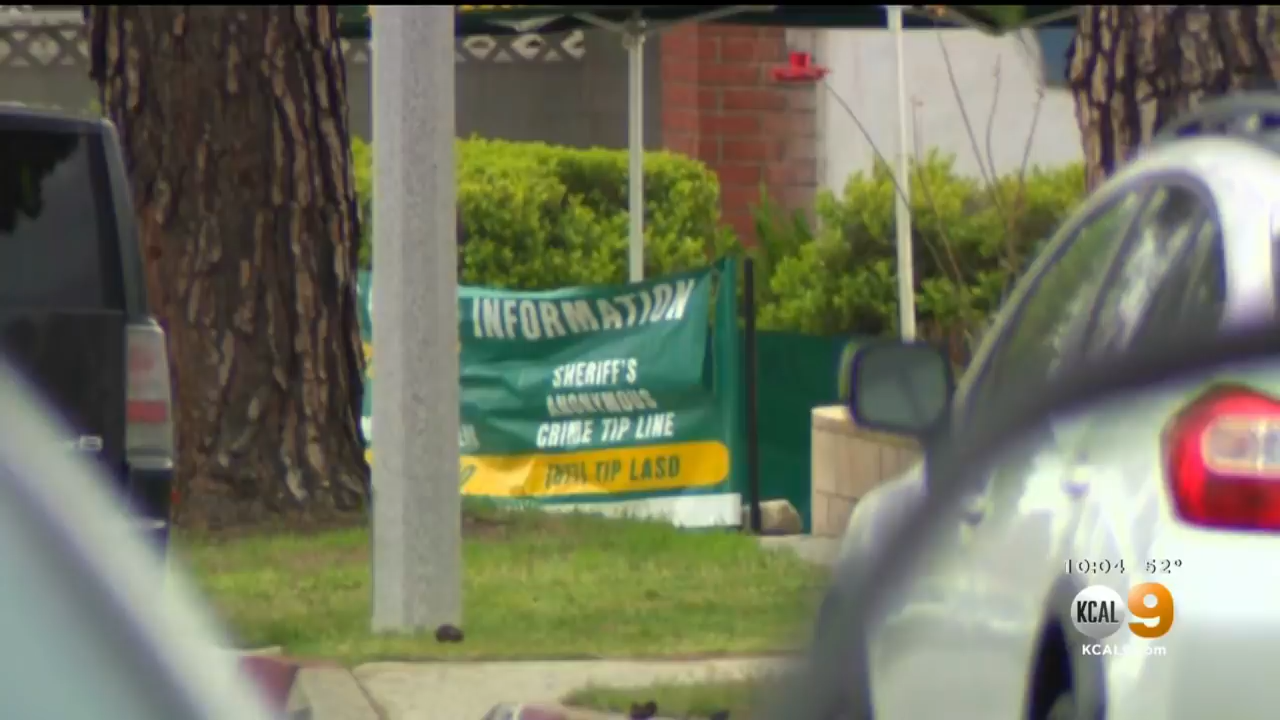 INFORMATION
SHERIFF'S
ANONYMOUS
CRIME TIP LINE
TIP LASD
10:04 52°
KCAL 9